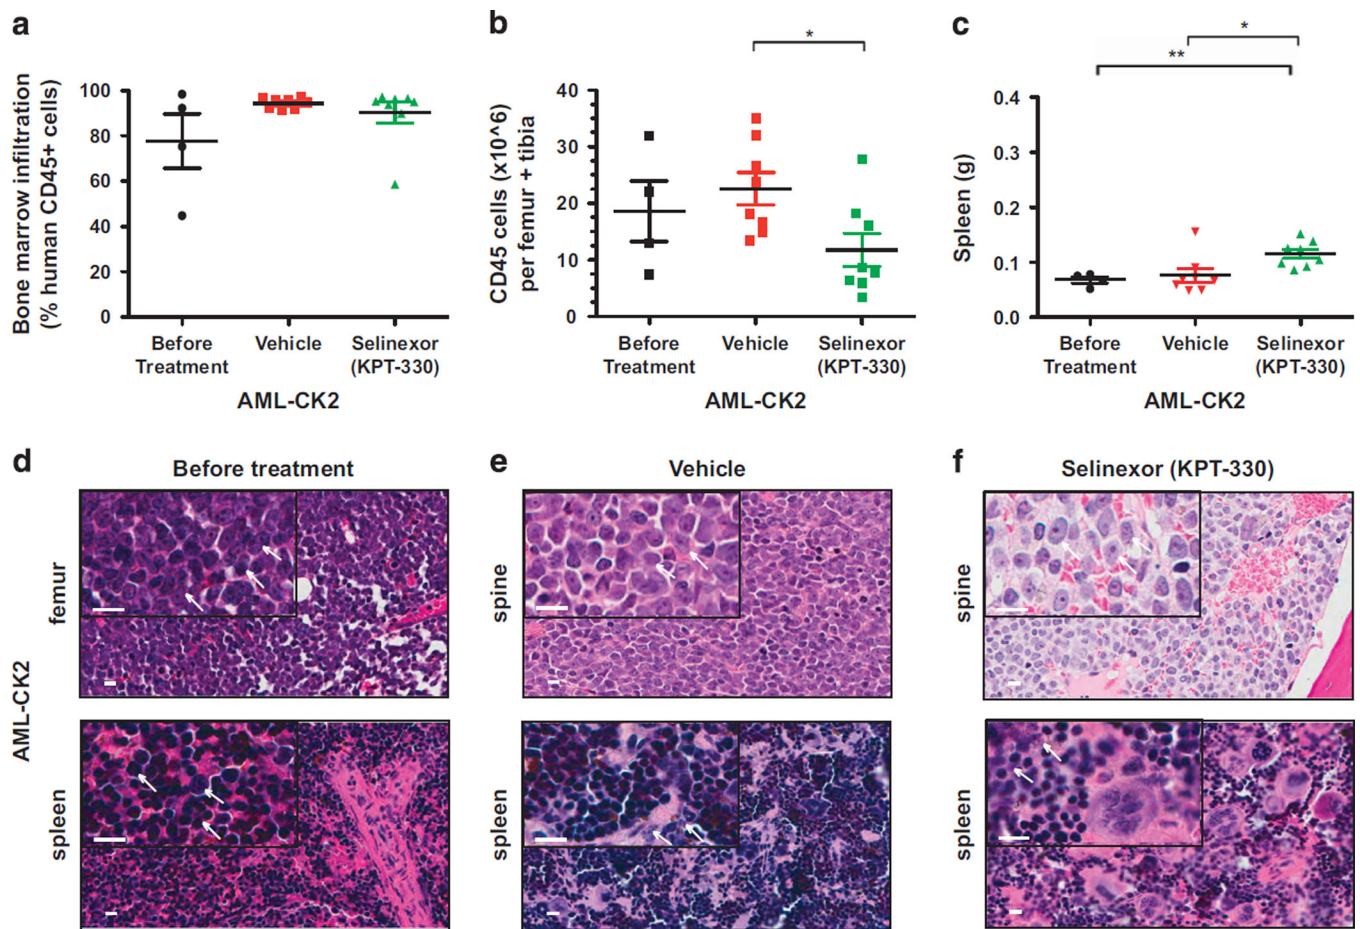 a
Bone marrow infiltration
(% human CD45+ cells)
100
80
60
40
20
0
Before
Treatment
Vehicle
Selinexor
(KPT-330)
AML-CK2
b
*
CD45 cells (x10^6)
per femur + tibia
40
30
20
10
0
Before
Treatment
Vehicle
Selinexor
(KPT-330)
AML-CK2
c
*
**
Spleen (g)
0.4
0.3
0.2
0.1
0.0
Before
Treatment
Vehicle
Selinexor
(KPT-330)
AML-CK2
d
Before treatment
AML-CK2
femur
spleen
e
Vehicle
spine
spleen
f
Selinexor (KPT-330)
spine
spleen